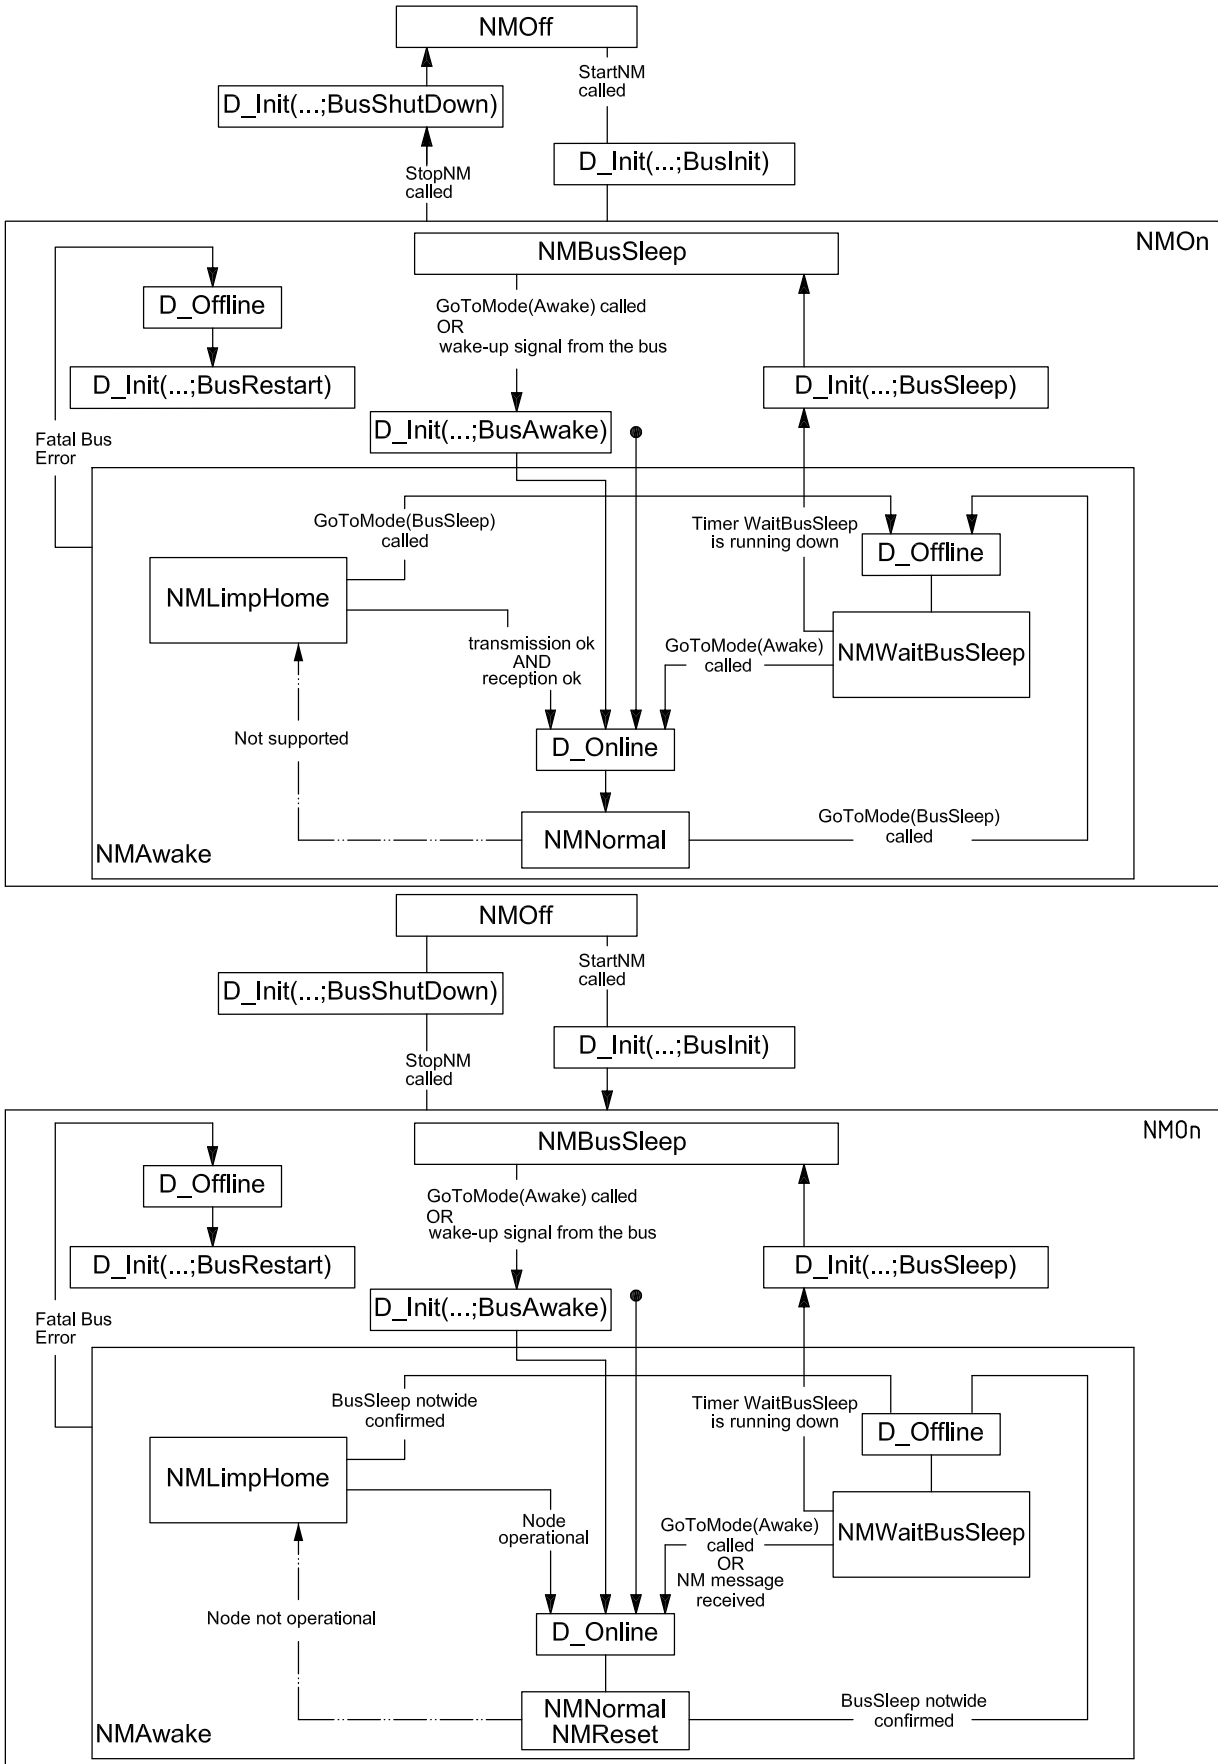 NMOff
StartNM
called
D_Init(...;BusShutDown)
D_Init(...;BusInit)
StopNM
called
NMOn
NMBusSleep
D_Offline
GoToMode(Awake) called
OR
wake-up signal from the bus
D_Init(...;BusRestart)
D_Init(...;BusSleep)
D_Init(...;BusAwake)
Fatal Bus
Error
GoToMode(BusSleep)
called
Timer WaitBusSleep
is running down
D_Offline
NMLimpHome
transmission ok
AND
reception ok
GoToMode(Awake)
called
NMWaitBusSleep
Not supported
D_Online
GoToMode(BusSleep)
called
NMNormal
NMAwake
NMOff
StartNM
called
D_Init(...;BusShutDown)
D_Init(...;BusInit)
StopNM
called
NMOn
NMBusSleep
D_Offline
GoToMode(Awake) called
OR
wake-up signal from the bus
D_Init(...;BusRestart)
D_Init(...;BusSleep)
D_Init(...;BusAwake)
Fatal Bus
Error
BusSleep notwide
confirmed
Timer WaitBusSleep
is running down
D_Offline
NMLimpHome
Node
operational
GoToMode(Awake)
called
OR
NM message
received
NMWaitBusSleep
Node not operational
D_Online
BusSleep notwide
confirmed
NMNormal
NMReset
NMAwake